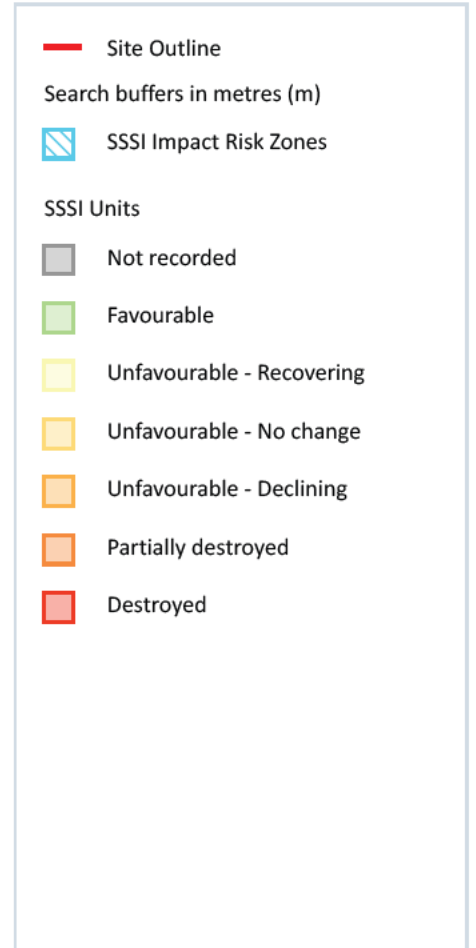 Site Outline
Search buffers in metres (m)
SSSI Impact Risk Zones
SSSI Units
Not recorded
Favourable
Unfavourable - Recovering
Unfavourable - No change
Unfavourable - Declining
Partially destroyed
Destroyed